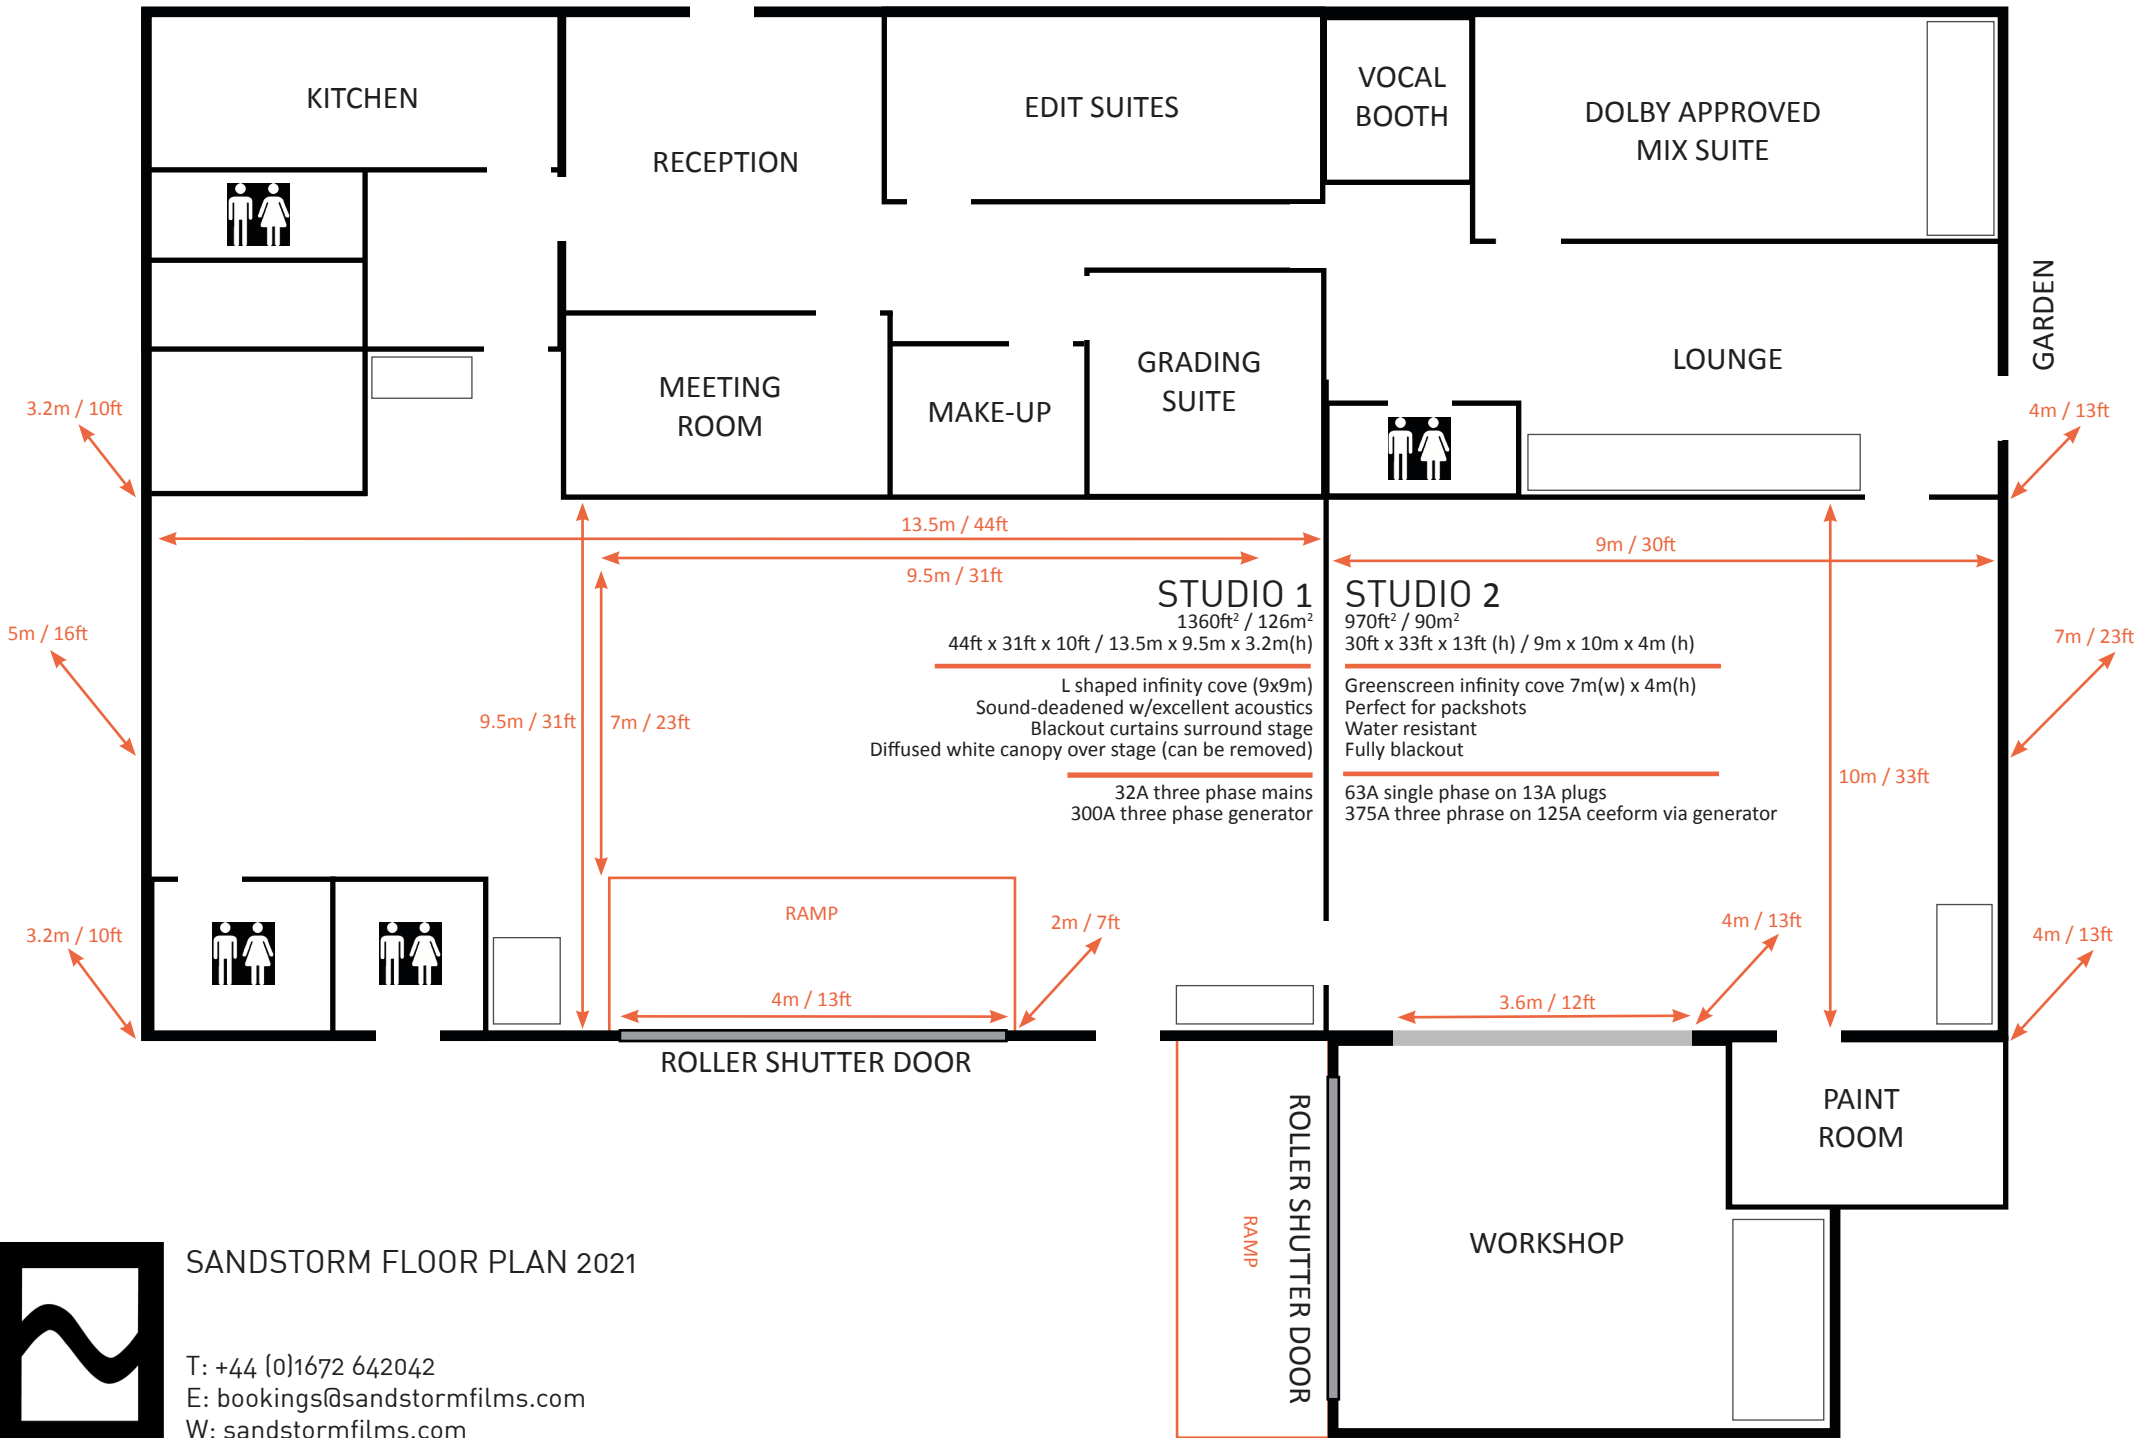 KITCHEN
RECEPTION
EDIT SUITES
VOCAL
BOOTH
DOLBY APPROVED
MIX SUITE
GARDEN
LOUNGE
MEETING
ROOM
MAKE-UP
GRADING
SUITE
3.2m / 10ft
4m / 13ft
13.5m / 44ft
9.5m / 31ft
9m / 30ft
5m / 16ft
7m / 23ft
STUDIO 1
1360ft² / 126m²
44ft x 31ft x 10ft / 13.5m x 9.5m x 3.2m(h)
L shaped infinity cove (9x9m)
Sound-deadened w/excellent acoustics
Blackout curtains surround stage
Diffused white canopy over stage (can be removed)
32A three phase mains
300A three phase generator
STUDIO 2
970ft² / 90m²
30ft x 33ft x 13ft (h) / 9m x 10m x 4m (h)
Greenscreen infinity cove 7m(w) x 4m(h)
Perfect for packshots
Water resistant
Fully blackout
63A single phase on 13A plugs
375A three phrase on 125A ceeform via generator
9.5m / 31ft
7m / 23ft
10m / 33ft
3.2m / 10ft
RAMP
2m / 7ft
4m / 13ft
4m / 13ft
4m / 13ft
3.6m / 12ft
ROLLER SHUTTER DOOR
ROLLER SHUTTER DOOR
RAMP
PAINT
ROOM
WORKSHOP
SANDSTORM FLOOR PLAN 2021
T: +44 (0)1672 642042
E: bookings@sandstormfilms.com
W: sandstormfilms.com